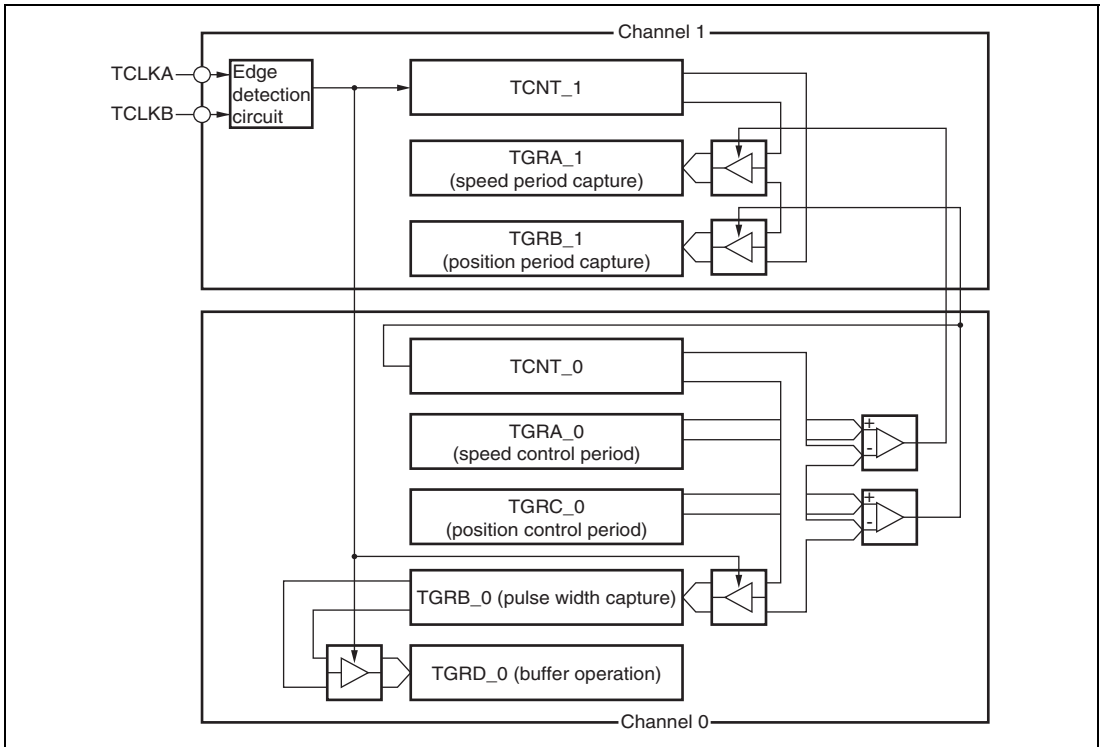 Channel 1
TCLKA
TCLKB
Edge
detection
circuit
TCNT_1
TGRA_1
(speed period capture)
TGRB_1
(position period capture)
TCNT_0
TGRA_0
(speed control period)
+
-
TGRC_0
(position control period)
+
-
TGRB_0 (pulse width capture)
TGRD_0 (buffer operation)
Channel 0